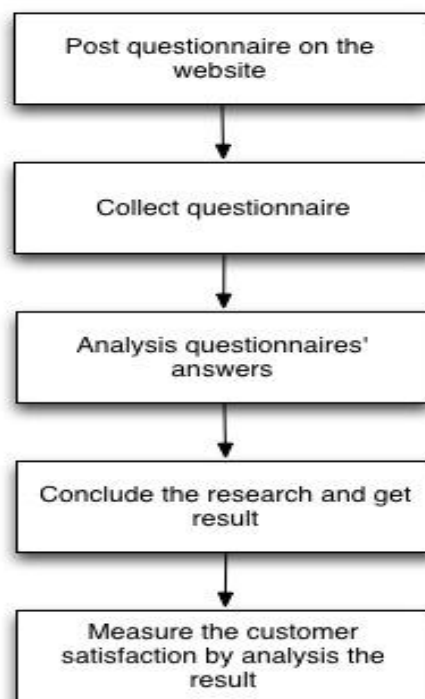 Post questionnaire on the
website
Collect questionnaire
Analysis questionnaires'
answers
Conclude the research and get
result
Measure the customer
satisfaction by analysis the
result